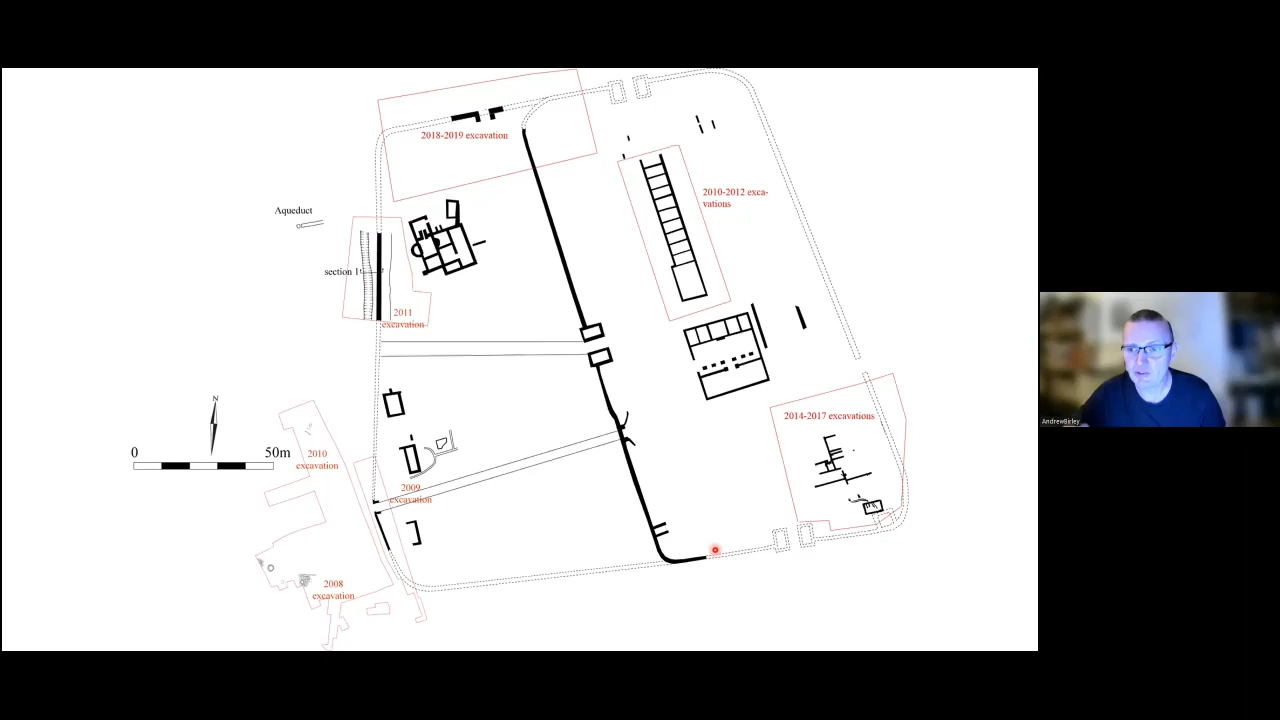 2018-2019 excavation
2010-2012 exca-
vations
Aqueduct
section 1
2011
excavation
2014-2017 excavations
N
0
50m
2010
excavation
2009
excavation
2008
excavation
AndrewBirley